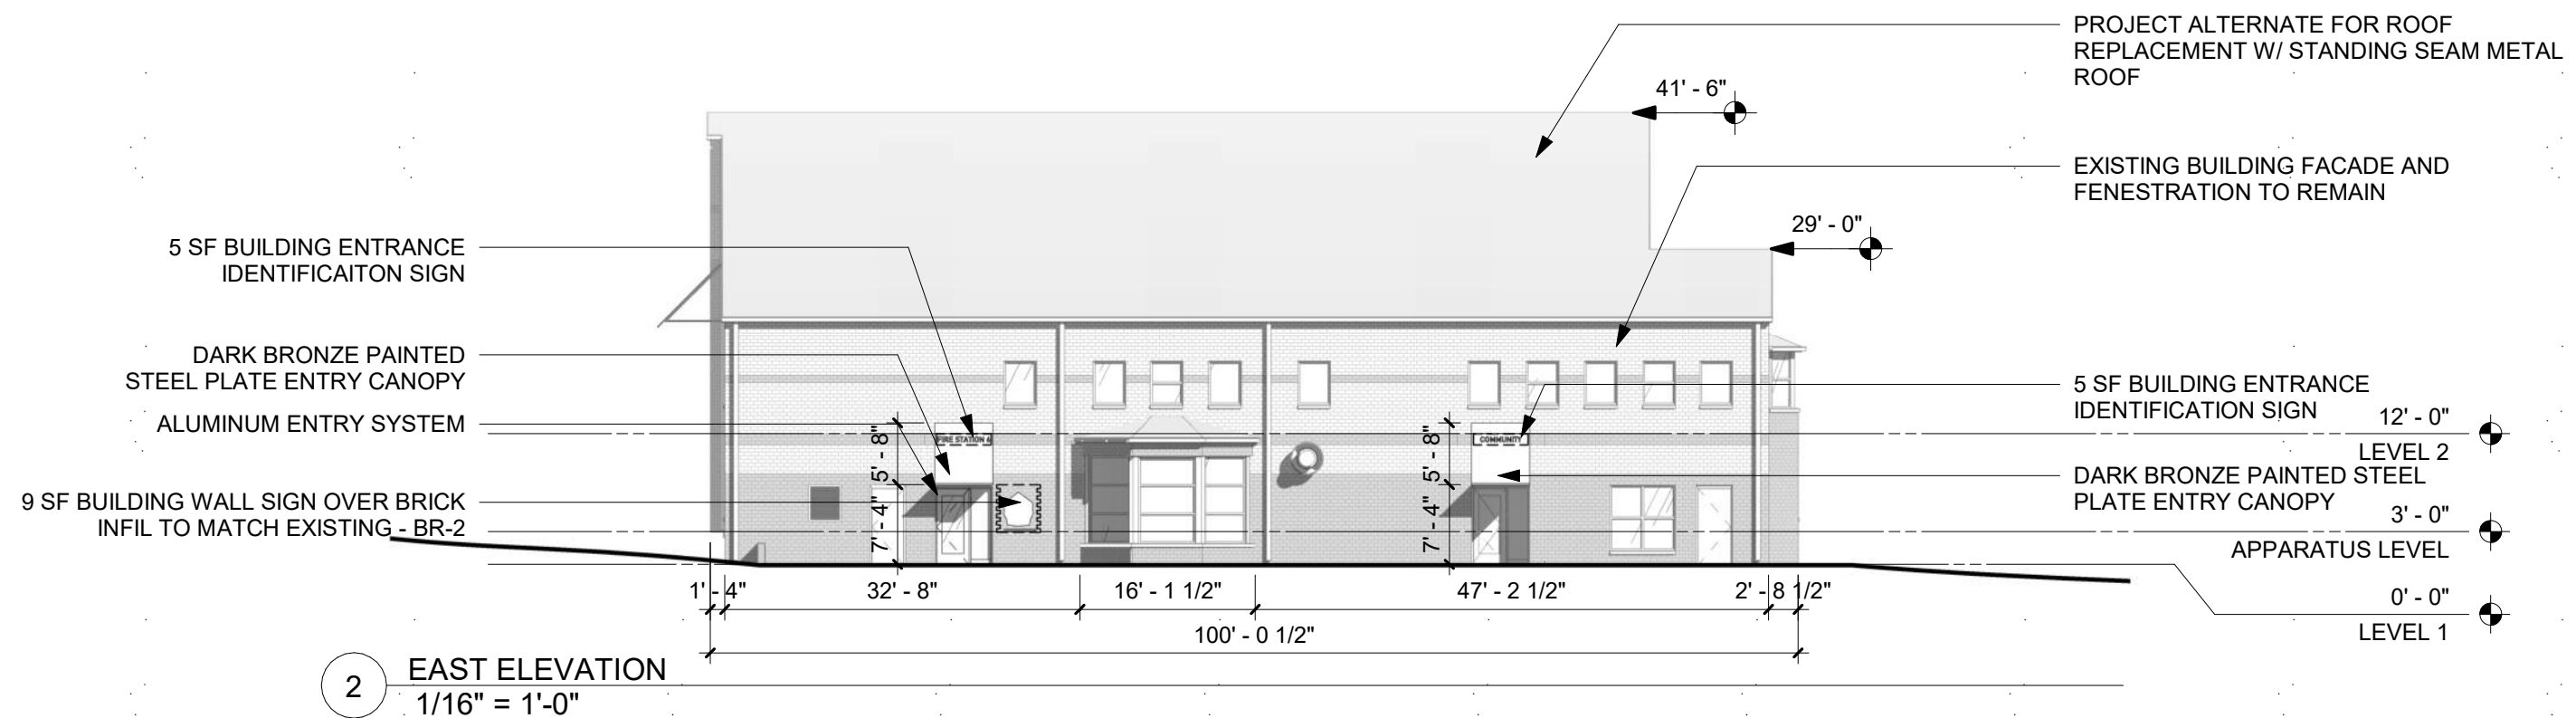 PROJECT ALTERNATE FOR ROOF
REPLACEMENT W/ STANDING SEAM METAL
ROOF
41' - 6"
EXISTING BUILDING FACADE AND
FENESTRATION TO REMAIN
29' - 0"
5 SF BUILDING ENTRANCE
IDENTIFICAITON SIGN
DARK BRONZE PAINTED
STEEL PLATE ENTRY CANOPY
ALUMINUM ENTRY SYSTEM
9 SF BUILDING WALL SIGN OVER BRICK
INFIL TO MATCH EXISTING - BR-2
5' - 8"
7' - 4"
FIRE STATION 6
5' - 8"
7' - 4"
COMMUNITY
5 SF BUILDING ENTRANCE
IDENTIFICATION SIGN
12' - 0"
LEVEL 2
DARK BRONZE PAINTED STEEL
PLATE ENTRY CANOPY
3' - 0"
APPARATUS LEVEL
0' - 0"
LEVEL 1
1' - 4"
32' - 8"
16' - 1 1/2"
47' - 2 1/2"
2' - 8 1/2"
100' - 0 1/2"
2
EAST ELEVATION
1/16" = 1'-0"